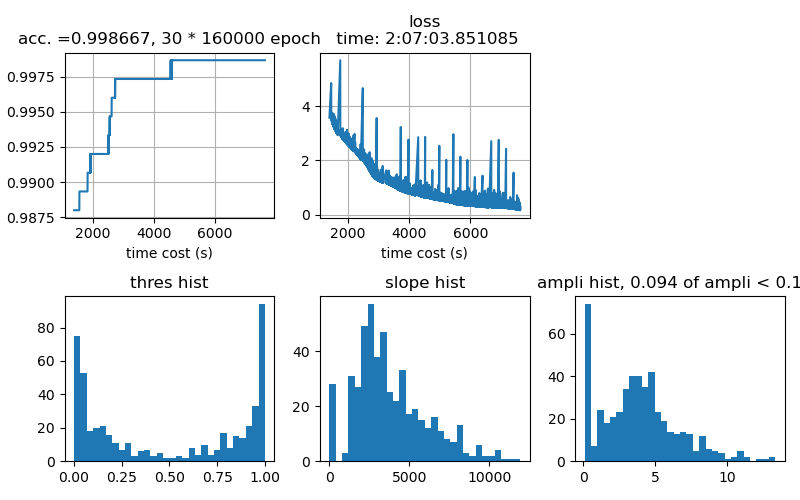 loss
acc. =0.998667, 30 * 160000 epoch time: 2:07:03.851085
0.9975
0.9950
0.9925
0.9900
0.9875
2000 4000 6000
time cost (s)
4
2
0
2000 4000 6000
time cost (s)
thres hist
80
60
40
20
0
0.00 0.25 0.50 0.75 1.00
slope hist
40
20
0
0 5000 10000
ampli hist, 0.094 of ampli < 0.1
60
40
20
0
0 5 10